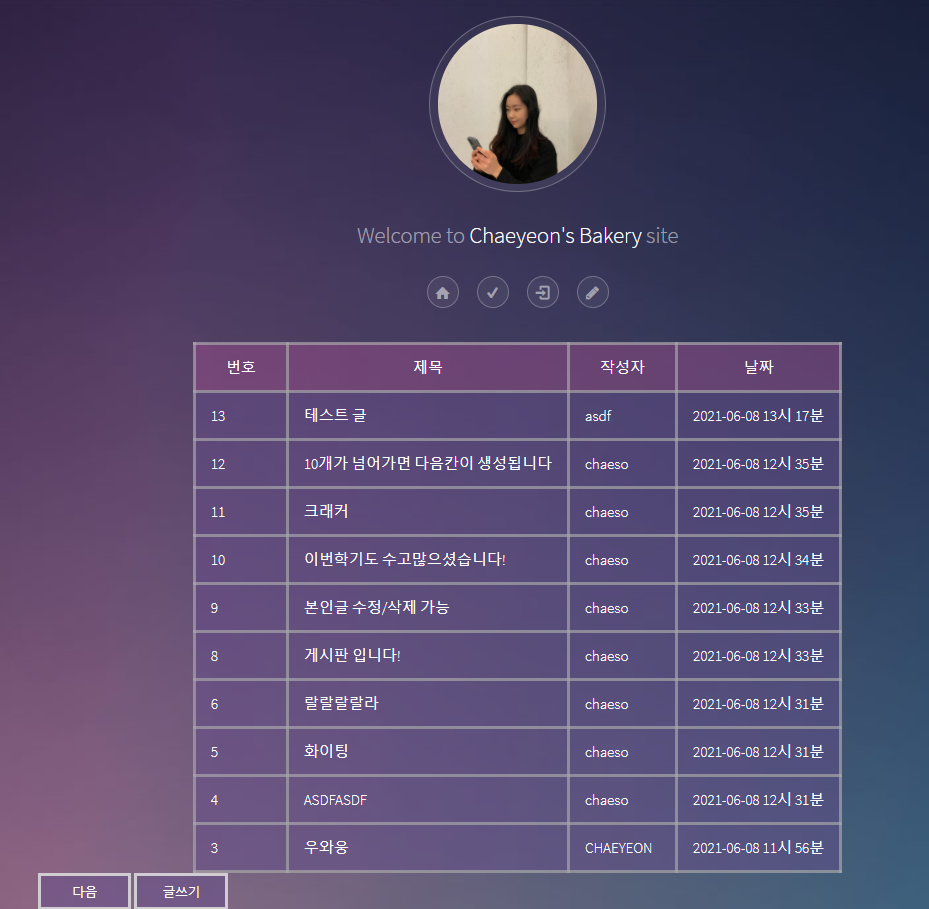 Welcome to Chaeyeon's Bakery site
번호 제목 작성자 날짜
13 테스트 글 asdf 2021-06-08 13시 17분
12 10개가 넘어가면 다음칸이 생성됩니다 chaeso 2021-06-08 12시 35분
11 크래커 chaeso 2021-06-08 12시 35분
10 이번학기도 수고많으셨습니다! chaeso 2021-06-08 12시 34분
9 본인글 수정/삭제 가능 chaeso 2021-06-08 12시 33분
8 게시판 입니다! chaeso 2021-06-08 12시 33분
6 랄랄랄랄라 chaeso 2021-06-08 12시 31분
5 화이팅 chaeso 2021-06-08 12시 31분
4 ASDFASDF chaeso 2021-06-08 12시 31분
3 우와웅 CHAEYEON 2021-06-08 11시 56분
다음 글쓰기